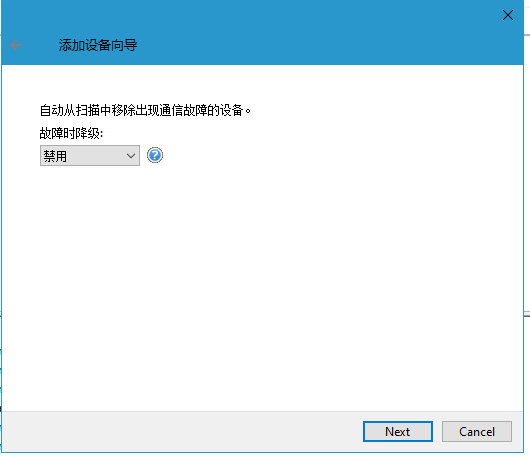 添加设备向导
自动从扫描中移除出现通信故障的设备。
故障时降级:
禁用
Next
Cancel